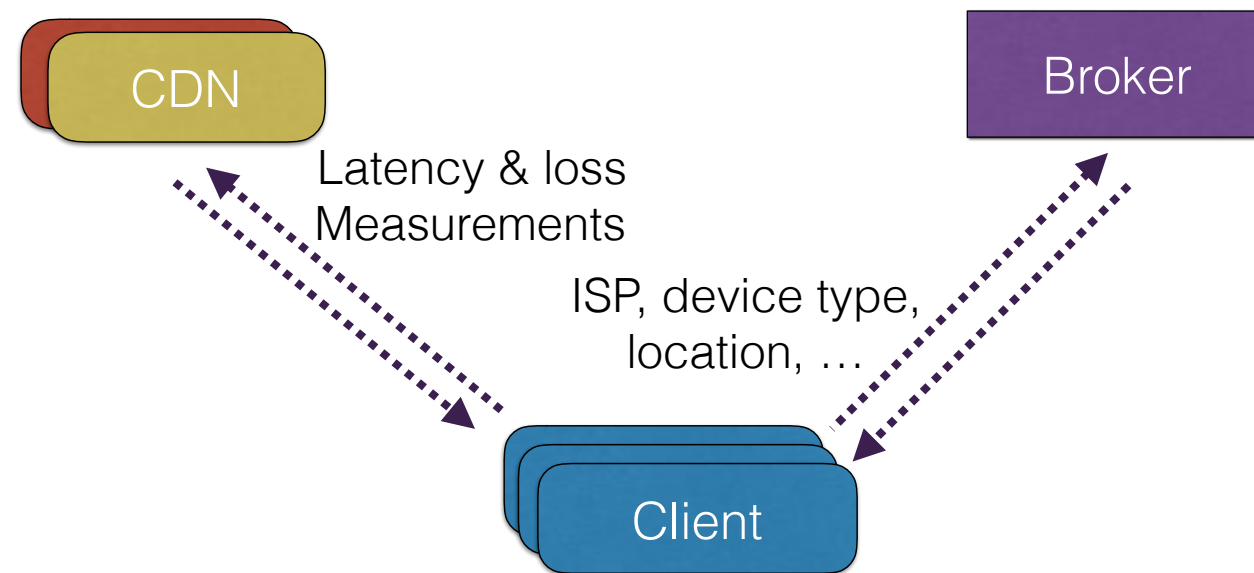 CDN
Broker
Latency & loss
Measurements
ISP, device type,
location, …
Client